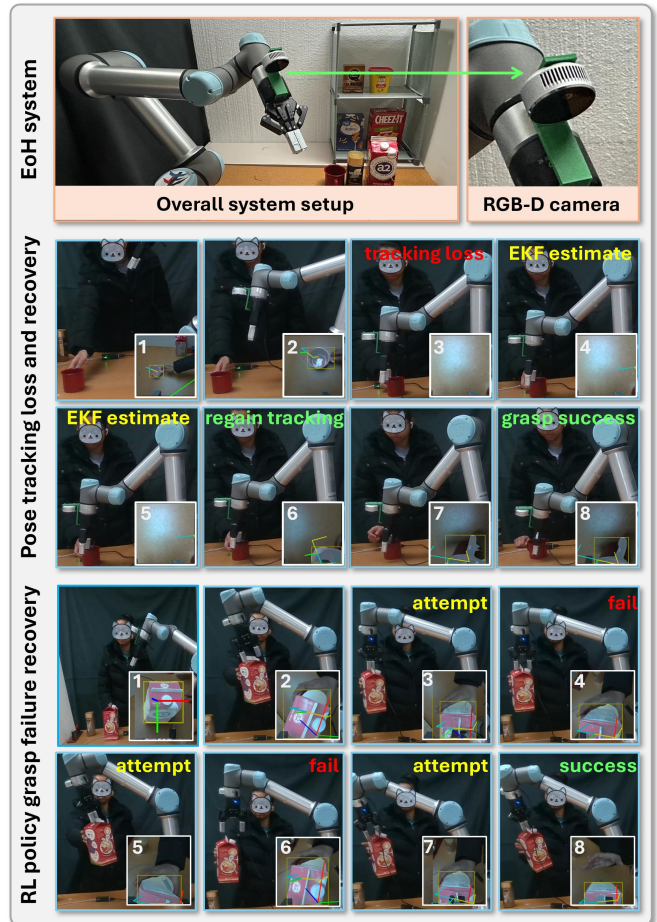 EoH system
CHEEZ-IT
a2
Overall system setup
RGB-D camera
Pose tracking loss and recovery
1
2
tracking loss
3
EKF estimate
4
EKF estimate
5
regain tracking
6
7
grasp success
8
RL policy grasp failure recovery
1
2
attempt
3
fail
4
attempt
5
fail
6
attempt
7
success
8